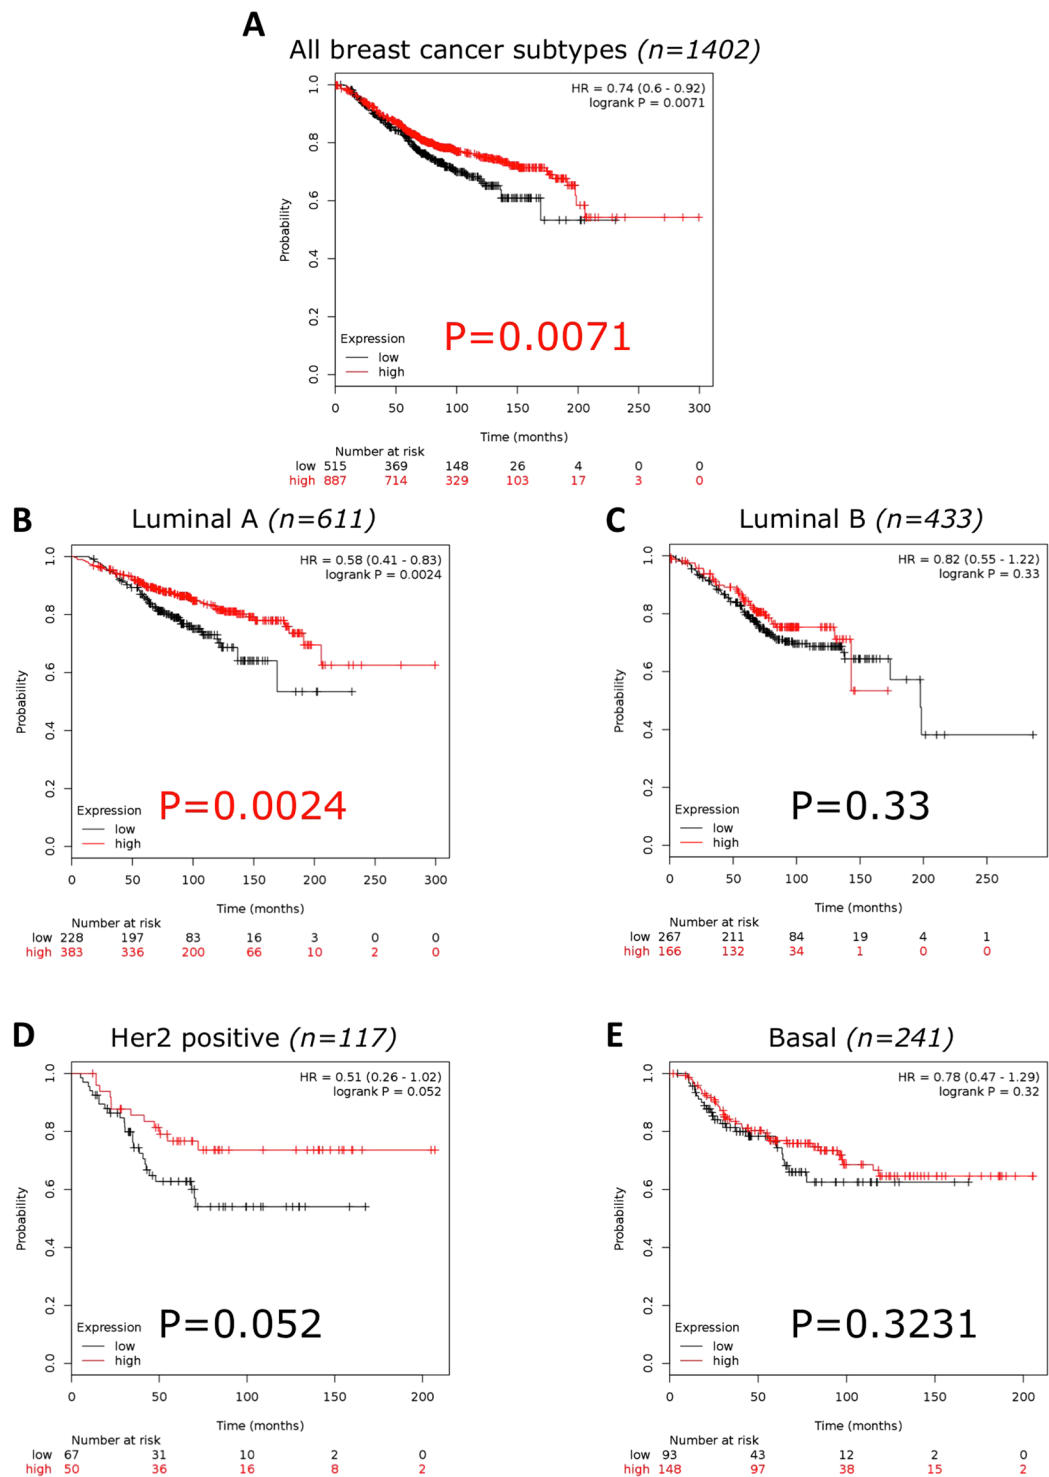 A
All breast cancer subtypes (n=1402)
HR = 0.74 (0.6 - 0.92)
logrank P = 0.0071
Probability
1.0
0.8
0.6
0.4
0.2
0.0
P=0.0071
Expression
low
high
0 50 100 150 200 250 300
Time (months)
Number at risk
low 515 369 148 26 4 0 0
high 887 714 329 103 17 3 0
B
Luminal A (n=611)
HR = 0.58 (0.41 - 0.83)
logrank P = 0.0024
Probability
1.0
0.8
0.6
0.4
0.2
0.0
P=0.0024
Expression
low
high
0 50 100 150 200 250 300
Time (months)
Number at risk
low 228 197 83 16 3 0 0
high 383 336 200 66 10 2 0
C
Luminal B (n=433)
HR = 0.82 (0.55 - 1.22)
logrank P = 0.33
Probability
1.0
0.8
0.6
0.4
0.2
0.0
P=0.33
Expression
low
high
0 50 100 150 200 250
Time (months)
Number at risk
low 267 211 84 19 4 1
high 166 132 34 1 0 0
D
Her2 positive (n=117)
HR = 0.51 (0.26 - 1.02)
logrank P = 0.052
Probability
1.0
0.8
0.6
0.4
0.2
0.0
P=0.052
Expression
low
high
0 50 100 150 200
Time (months)
Number at risk
low 67 31 10 2 0
high 50 36 16 8 2
E
Basal (n=241)
HR = 0.78 (0.47 - 1.29)
logrank P = 0.32
Probability
1.0
0.8
0.6
0.4
0.2
0.0
P=0.3231
Expression
low
high
0 50 100 150 200
Time (months)
Number at risk
low 93 43 12 2 0
high 148 97 38 15 2